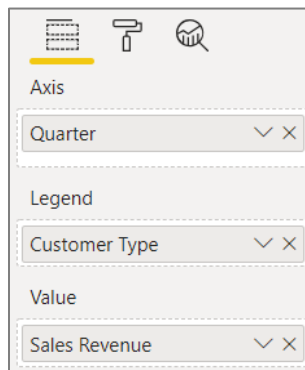 Axis
Quarter
Legend
Customer Type
Value
Sales Revenue